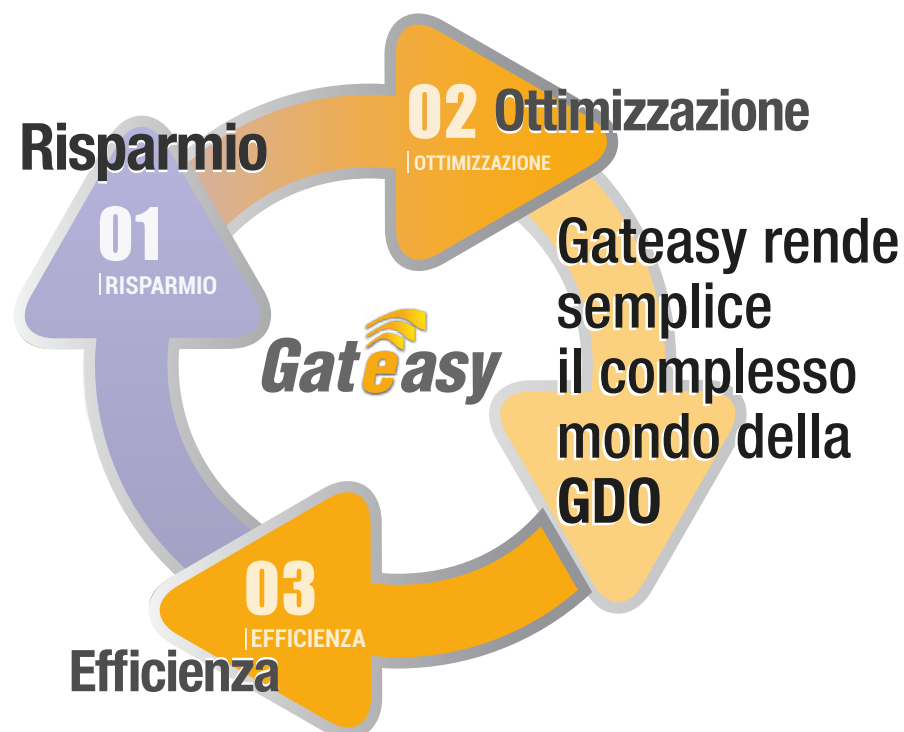 Risparmio
01
RISPARMIO
02
OTTIMIZZAZIONE
Ottimizzazione
Gateasy rende
semplice
il complesso
mondo della
GDO
Gateasy
03
EFFICIENZA
Efficienza